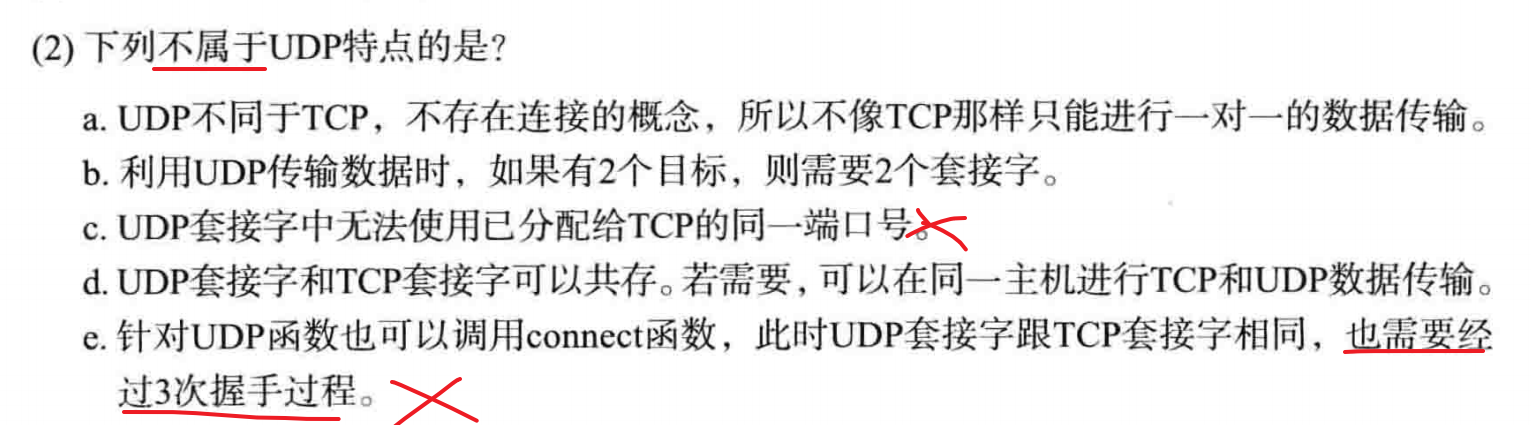 (2) 下列不属于UDP特点的是？
a. UDP不同于TCP，不存在连接的概念，所以不像TCP那样只能进行一对一的数据传输。
b. 利用UDP传输数据时，如果有2个目标，则需要2个套接字。
c. UDP套接字中无法使用已分配给TCP的同一端口号。
d. UDP套接字和TCP套接字可以共存。若需要，可以在同一主机进行TCP和UDP数据传输。
e. 针对UDP函数也可以调用connect函数，此时UDP套接字跟TCP套接字相同，也需要经
过3次握手过程。